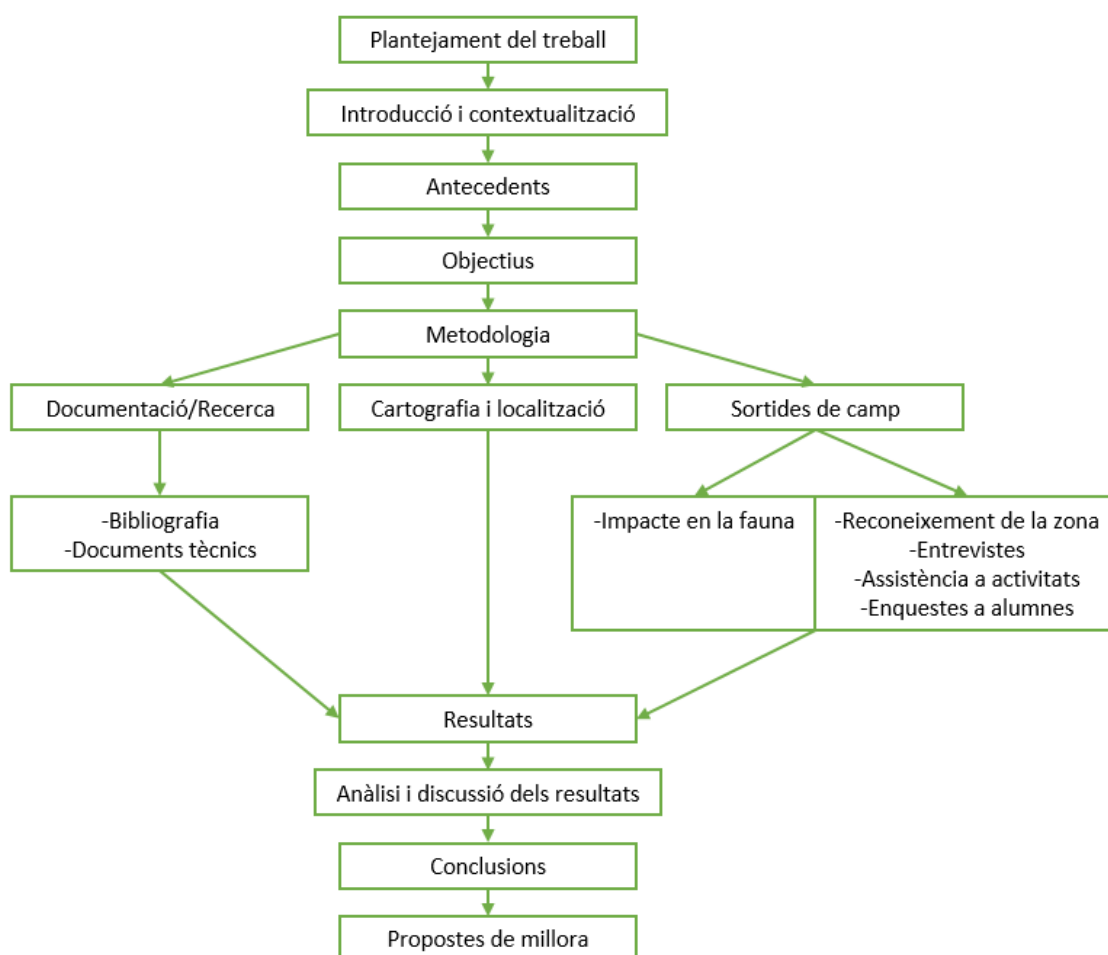 Plantejament del treball
Introducció i contextualització
Antecedents
Objectius
Metodologia
Documentació/Recerca
Cartografia i localització
Sortides de camp
-Bibliografia
-Documents tècnics
-Impacte en la fauna
-Reconeixement de la zona
-Entrevistes
-Assistència a activitats
-Enquestes a alumnes
Resultats
Anàlisi i discussió dels resultats
Conclusions
Propostes de millora